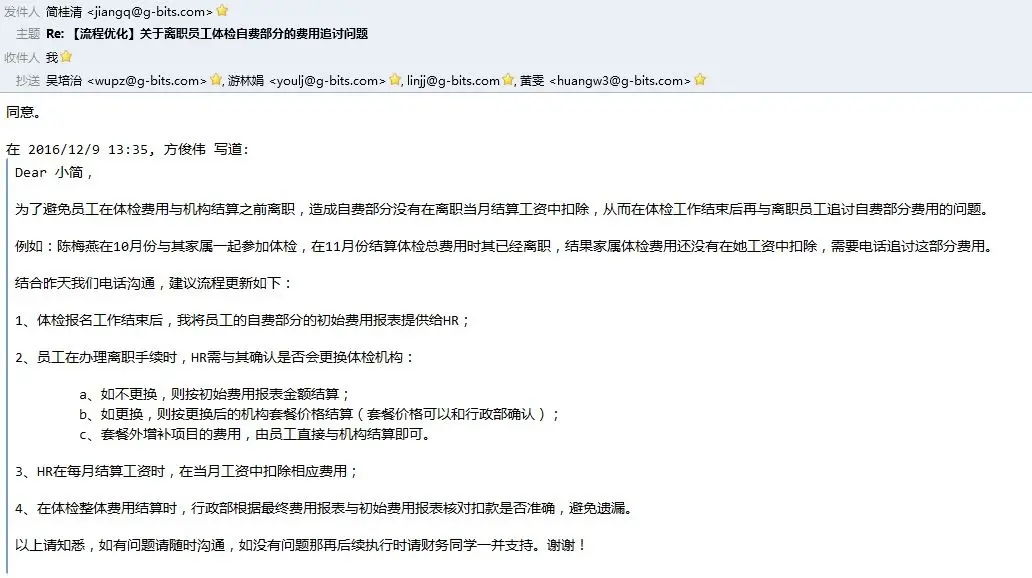 发件人 简桂清 <jiangq@g-bits.com>
主题 Re: 【流程优化】关于离职员工体检自费部分的费用追讨问题
收件人 我
抄送 吴培治 <wupz@g-bits.com>, 游林娟 <youlj@g-bits.com>, linjj@g-bits.com, 黄雯 <huangw3@g-bits.com>
同意。
在 2016/12/9 13:35, 方俊伟 写道:
Dear 小简，
为了避免员工在体检费用与机构结算之前离职，造成自费部分没有在离职当月结算工资中扣除，从而在体检工作结束后再与离职员工追讨自费部分费用的问题。
例如：陈梅燕在10月份与其家属一起参加体检，在11月份结算体检总费用时其已经离职，结果家属体检费用还没有在她工资中扣除，需要电话追讨这部分费用。
结合昨天我们电话沟通，建议流程更新如下：
1、体检报名工作结束后，我将员工的自费部分的初始费用报表提供给HR；
2、员工在办理离职手续时，HR需与其确认是否会更换体检机构：
a、如不更换，则按初始费用报表金额结算；
b、如更换，则按更换后的机构套餐价格结算（套餐价格可以和行政部确认）；
c、套餐外增补项目的费用，由员工直接与机构结算即可。
3、HR在每月结算工资时，在当月工资中扣除相应费用；
4、在体检整体费用结算时，行政部根据最终费用报表与初始费用报表核对扣款是否准确，避免遗漏。
以上请知悉，如有问题请随时沟通，如没有问题那再后续执行时请财务同学一并支持。谢谢！